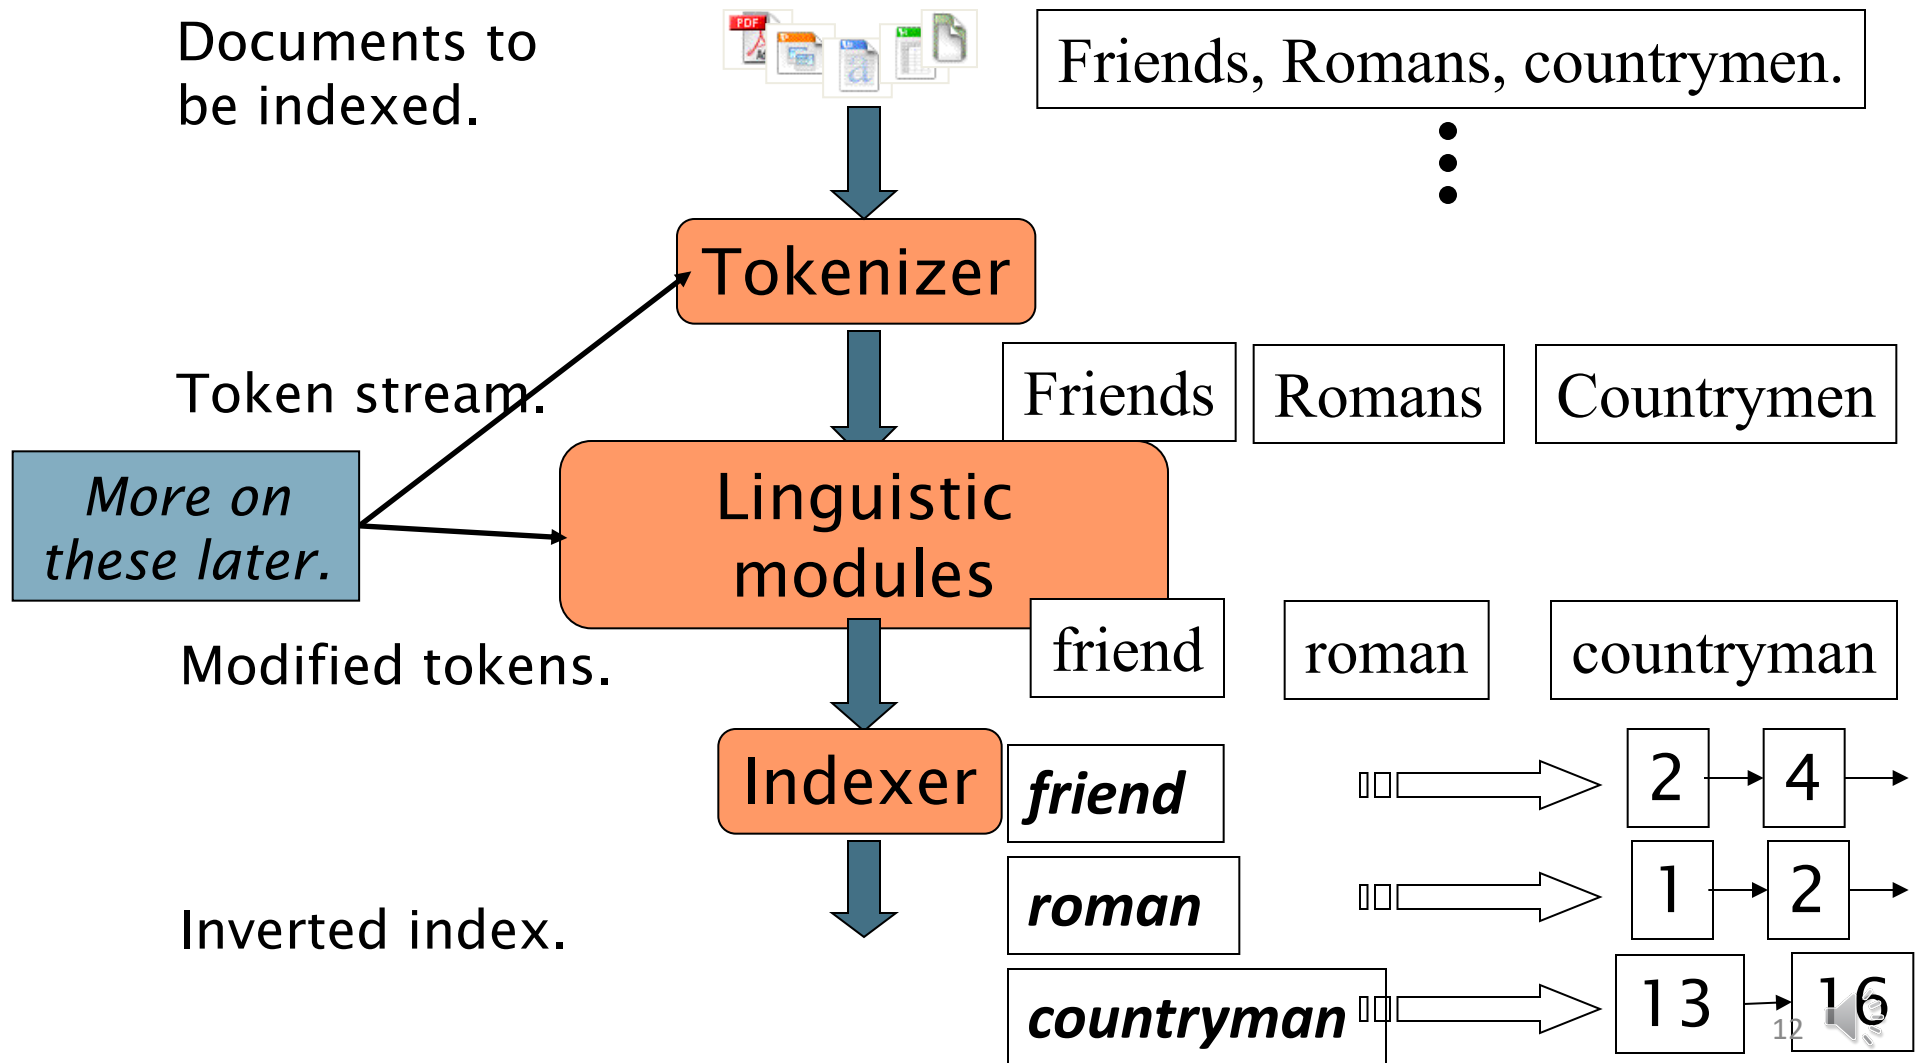 Documents to
be indexed.
PDF
Friends, Romans, countrymen.
Tokenizer
Token stream.
Friends
Romans
Countrymen
More on
these later.
Linguistic
modules
Modified tokens.
friend
roman
countryman
Indexer
friend
2
4
roman
1
2
Inverted index.
countryman
13
16
12